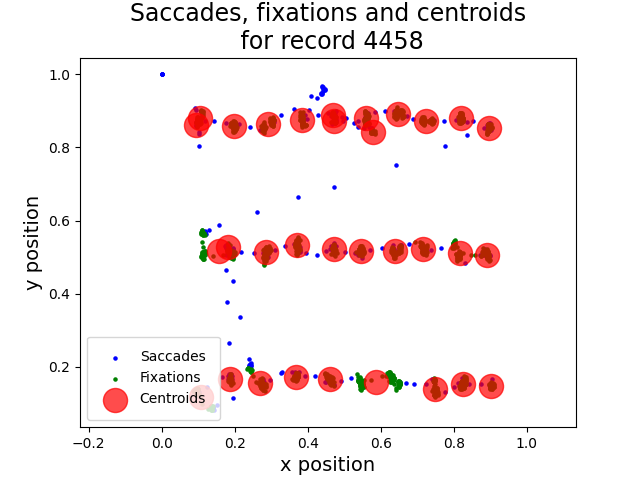 Saccades, fixations and centroids
for record 4458
y position
1.0
0.8
0.6
0.4
0.2
Saccades
Fixations
Centroids
−0.2 0.0 0.2 0.4 0.6 0.8 1.0
x position